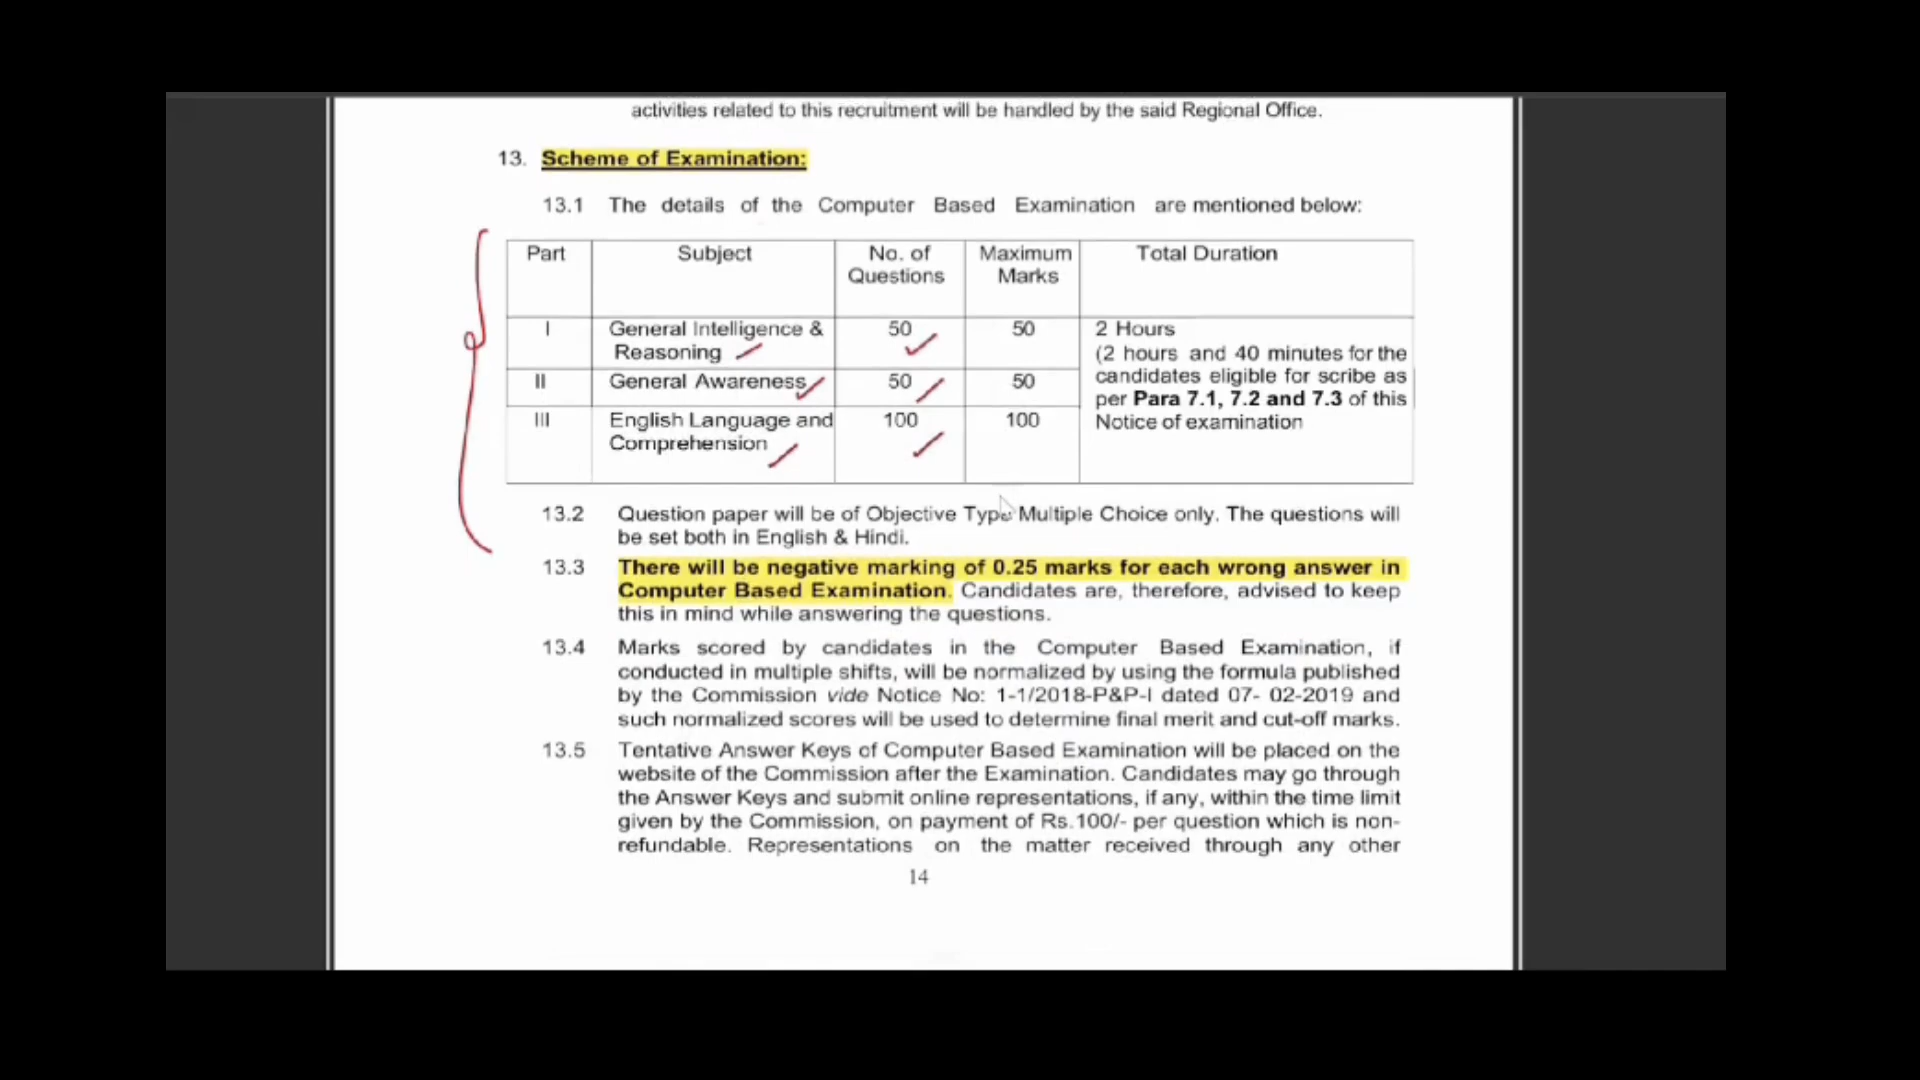 activities related to this recruitment will be handled by the said Regional Office.
13. Scheme of Examination:
13.1 The details of the Computer Based Examination are mentioned below:
Part Subject No. of Questions Maximum Marks Total Duration
I General Intelligence & Reasoning 50 50 2 Hours
(2 hours and 40 minutes for the
candidates eligible for scribe as
per Para 7.1, 7.2 and 7.3 of this
Notice of examination
II General Awareness 50 50
III English Language and Comprehension 100 100
13.2 Question paper will be of Objective Type Multiple Choice only. The questions will
be set both in English & Hindi.
13.3 There will be negative marking of 0.25 marks for each wrong answer in
Computer Based Examination. Candidates are, therefore, advised to keep
this in mind while answering the questions.
13.4 Marks scored by candidates in the Computer Based Examination, if
conducted in multiple shifts, will be normalized by using the formula published
by the Commission vide Notice No: 1-1/2018-P&P-I dated 07- 02-2019 and
such normalized scores will be used to determine final merit and cut-off marks.
13.5 Tentative Answer Keys of Computer Based Examination will be placed on the
website of the Commission after the Examination. Candidates may go through
the Answer Keys and submit online representations, if any, within the time limit
given by the Commission, on payment of Rs.100/- per question which is non-
refundable. Representations on the matter received through any other
14